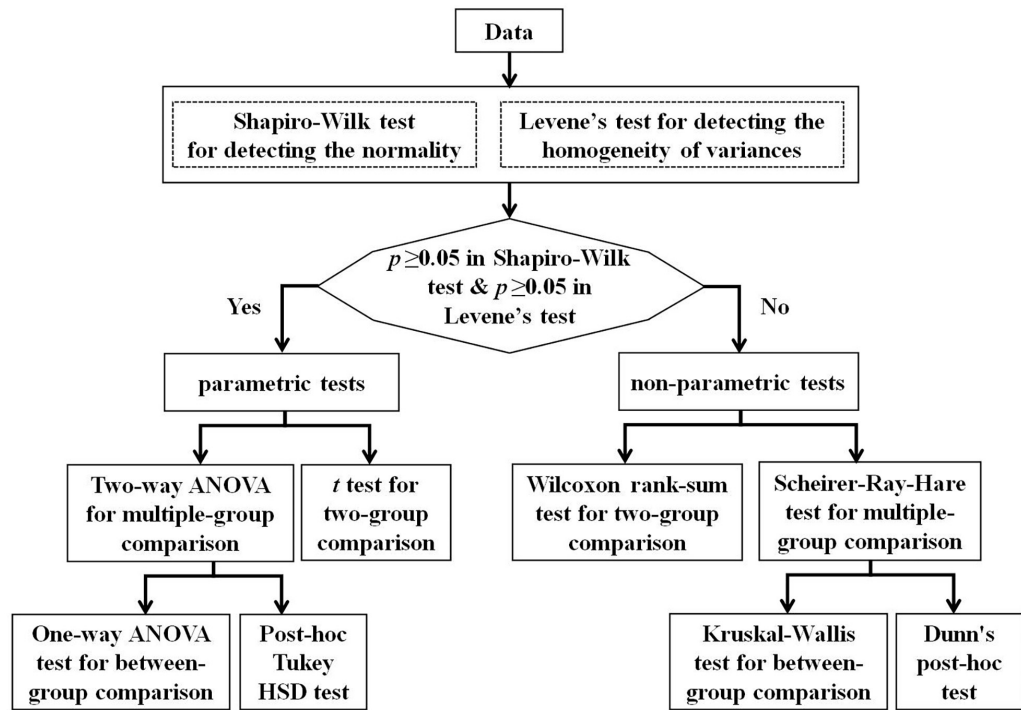 Data
Shapiro-Wilk test
for detecting the normality
Levene's test for detecting the
homogeneity of variances
p ≥0.05 in Shapiro-Wilk
test & p ≥0.05 in
Levene's test
Yes
No
parametric tests
non-parametric tests
Two-way ANOVA
for multiple-group
comparison
t test for
two-group
comparison
Wilcoxon rank-sum
test for two-group
comparison
Scheirer-Ray-Hare
test for multiple-
group comparison
One-way ANOVA
test for between-
group comparison
Post-hoc
Tukey
HSD test
Kruskal-Wallis
test for between-
group comparison
Dunn's
post-hoc
test